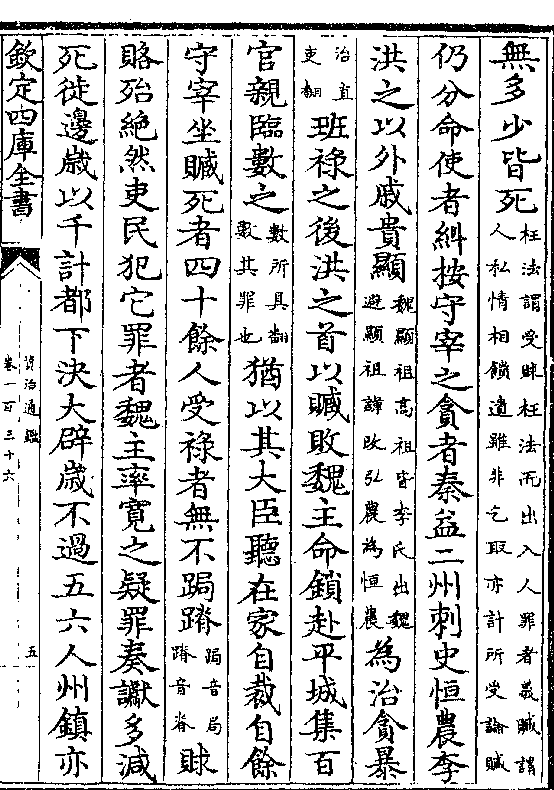 無多少皆死枉法謂受賕枉法而出入人罪者義贓謂人私情相饋遺雖非乞取亦計所受論贓
仍分命使者糾按守宰之貪者秦益二州刺史恒農李
洪之以外戚貴顯魏顯祖高祖皆李氏出魏避顯祖諱改弘農為恒農為治貪暴
治直吏翻班祿之後洪之首以贓敗魏主命鎖赴平城集百
官親臨數之數所具翻數其罪也猶以其大臣聽在家自裁自餘
守宰坐贓死者四十餘人受祿者無不跼蹐跼音局蹐音脊賕
賂殆絶然吏民犯它罪者魏主率寛之疑罪奏讞多減
死徙邊歲以千計都下決大辟歲不過五六人州鎮亦
欽定四庫全書
資治通鑑
卷一百三十六
五